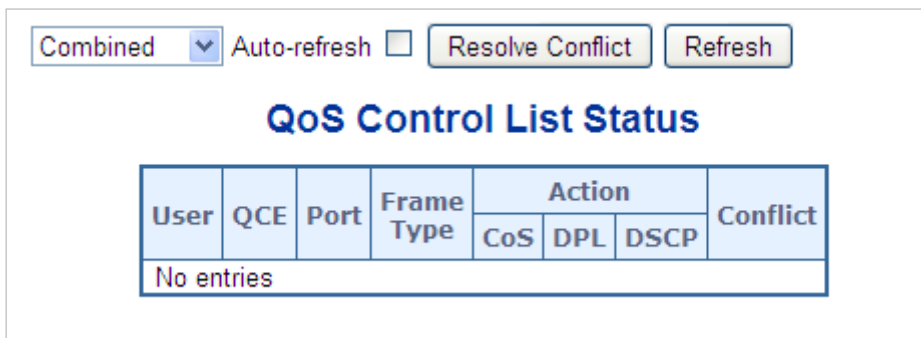 Combined Auto-refresh Resolve Conflict Refresh
QoS Control List Status
User QCE Port Frame Type Action Conflict
CoS DPL DSCP
No entries